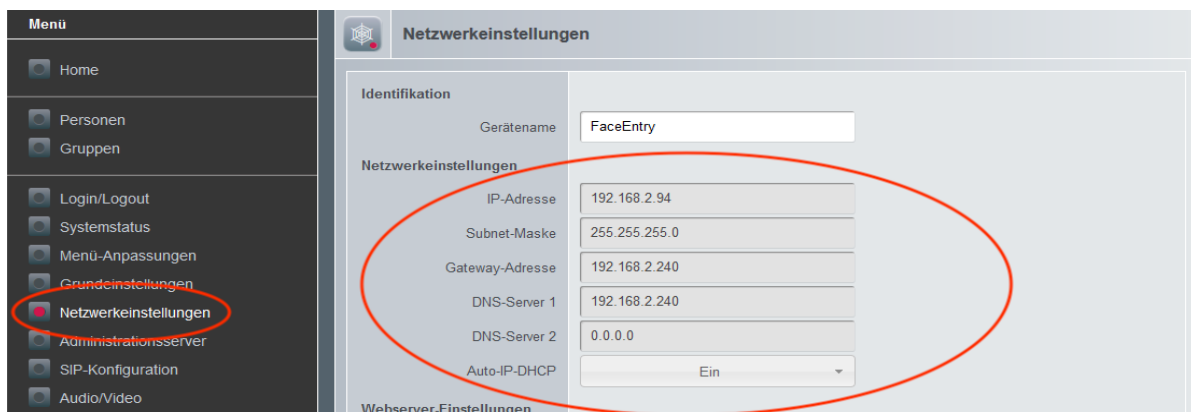 Menü
Home
Personen
Gruppen
Login/Logout
Systemstatus
Menü-Anpassungen
Grundeinstellungen
Netzwerkeinstellungen
Administrationsserver
SIP-Konfiguration
Audio/Video
Netzwerkeinstellungen
Identifikation
Gerätename FaceEntry
Netzwerkeinstellungen
IP-Adresse 192.168.2.94
Subnet-Maske 255.255.255.0
Gateway-Adresse 192.168.2.240
DNS-Server 1 192.168.2.240
DNS-Server 2 0.0.0.0
Auto-IP-DHCP Ein
Webserver-Einstellungen